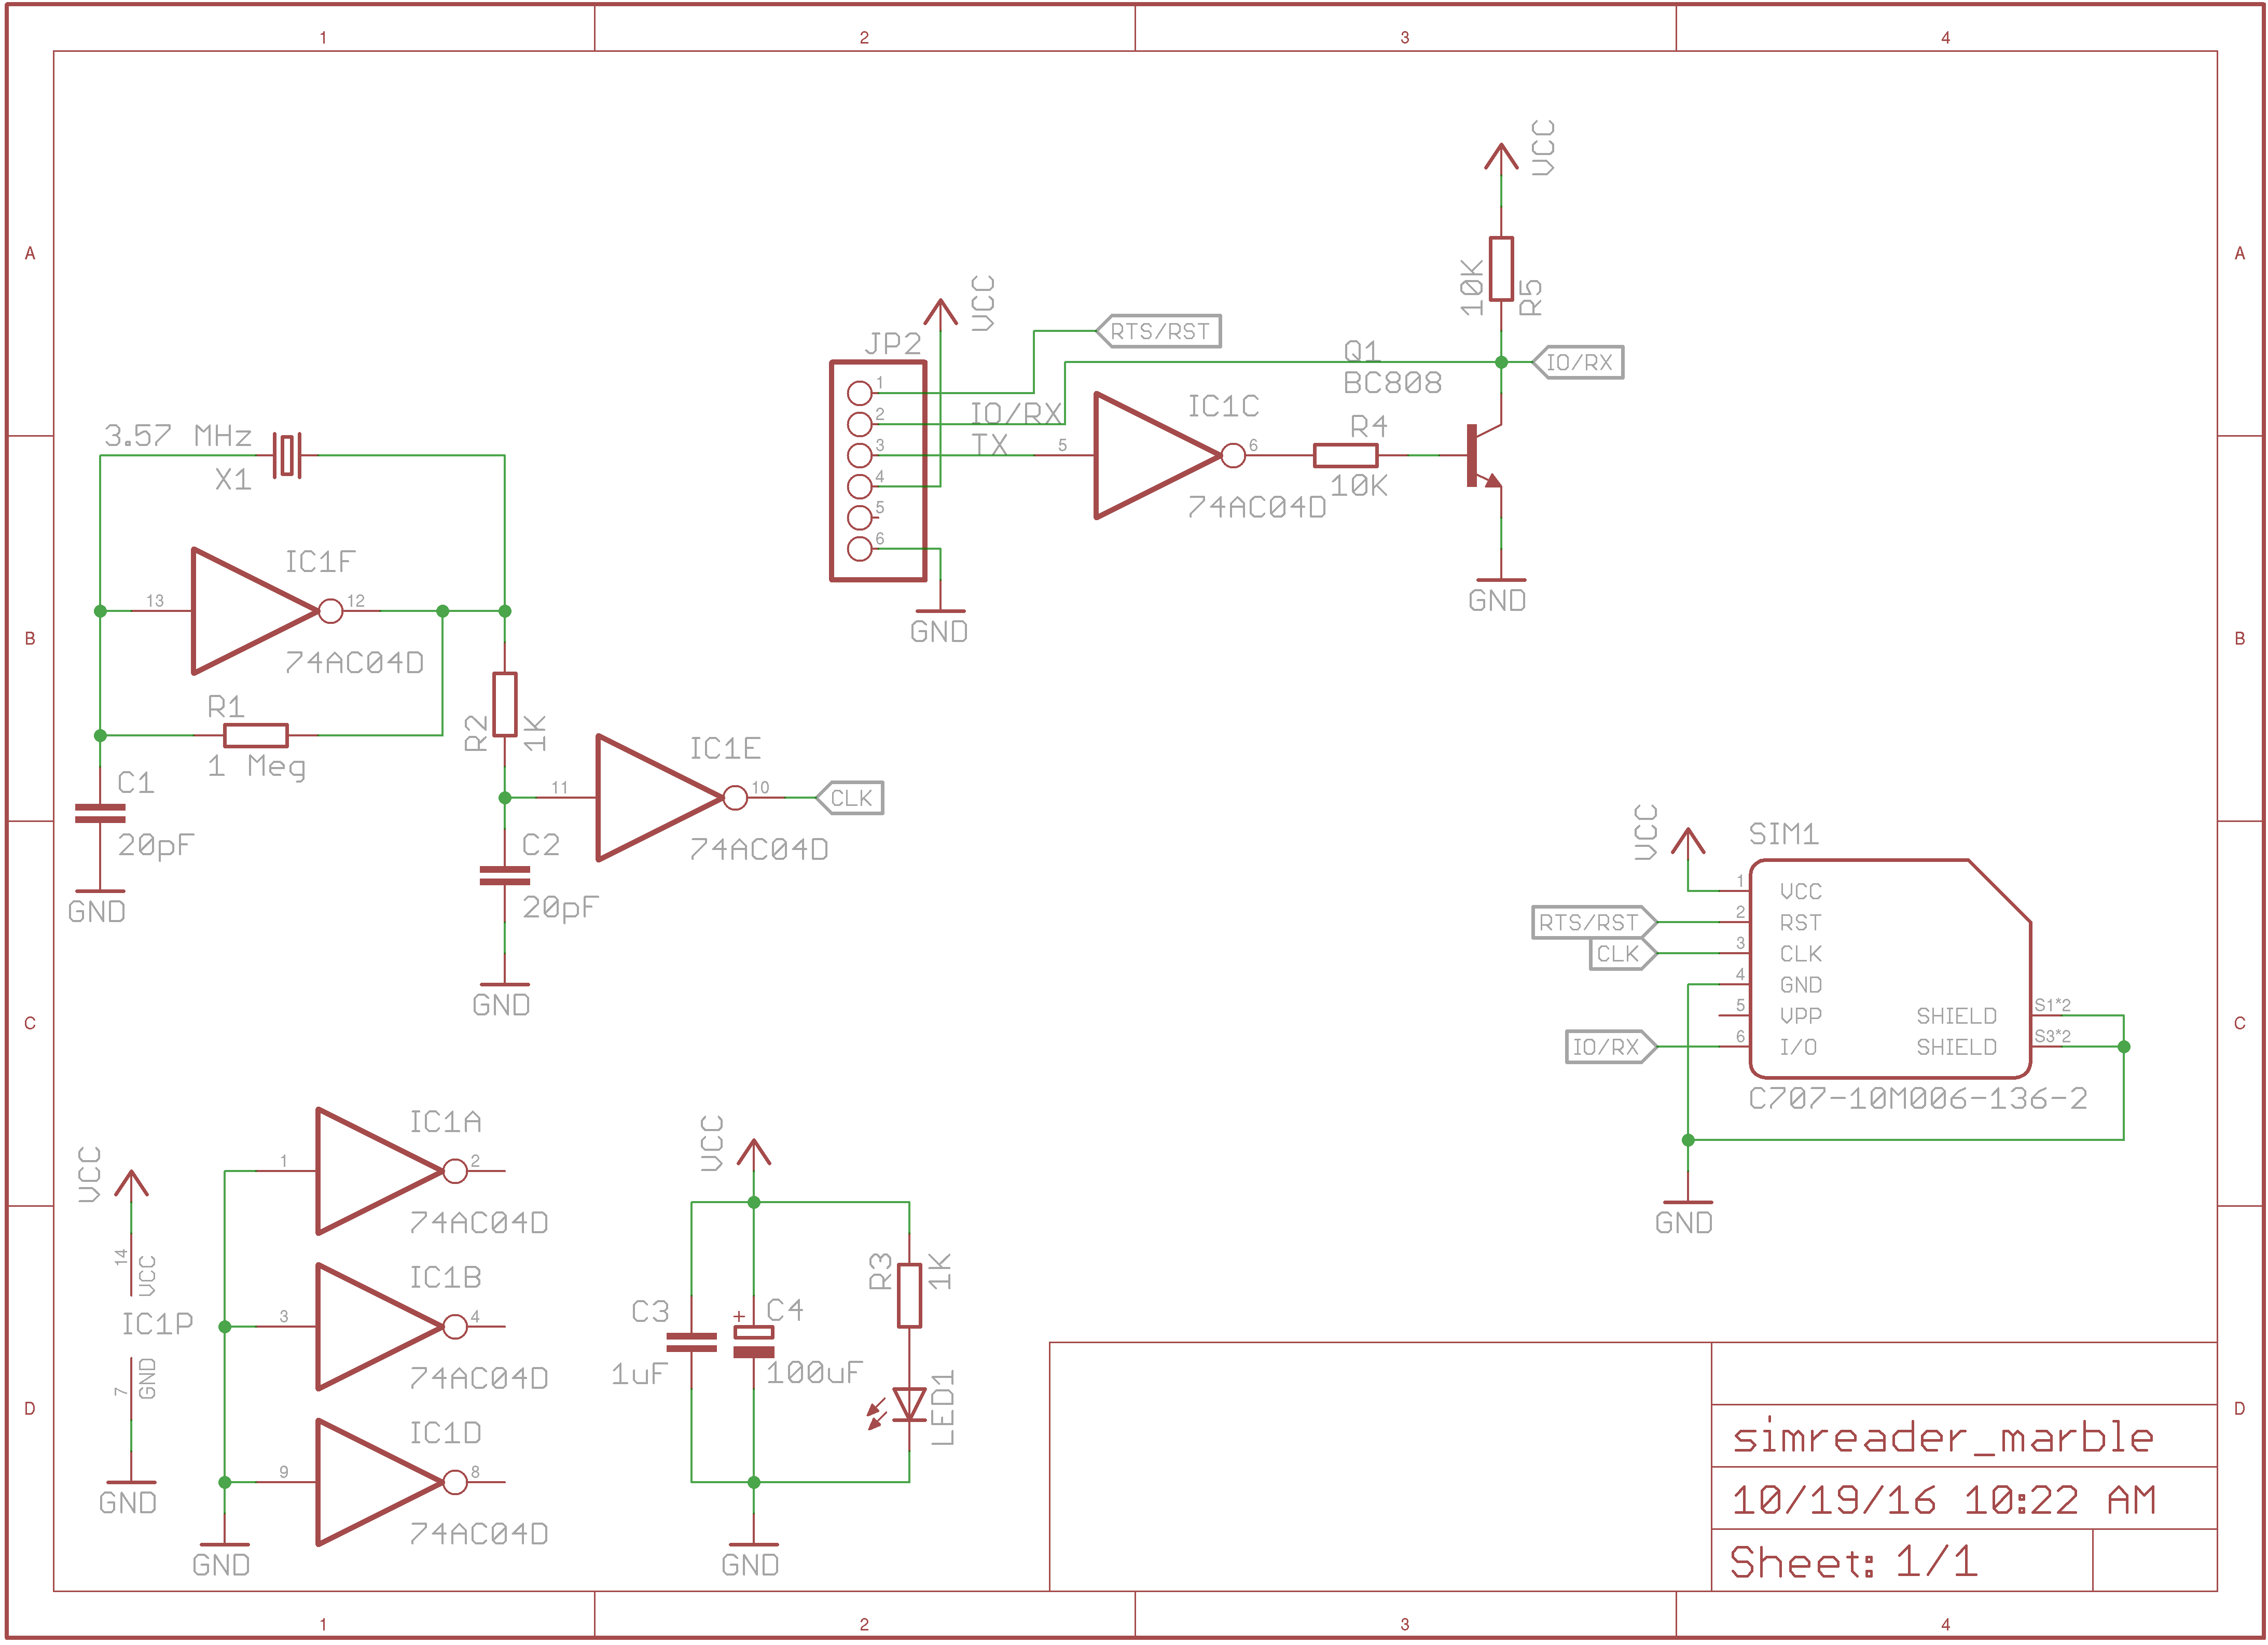 1 2 3 4
A
A
B
B
C
C
D
D
3.57 MHz
X1
IC1F
13
12
74AC04D
R1
1 Meg
C1
20pF
GND
R2
1K
IC1E
11
10
CLK
74AC04D
C2
20pF
GND
VCC
JP2
1
2
3
4
5
6
RTS/RST
IO/RX
TX
GND
5
IC1C
6
74AC04D
R4
10K
Q1
BC808
VCC
10K
R5
IO/RX
GND
VCC
SIM1
1 VCC
RTS/RST 2 RST
CLK 3 CLK
4 GND
5 VPP SHIELD S1*2
IO/RX 6 I/O SHIELD S3*2
C707-10M006-136-2
GND
VCC
14
VCC
IC1P
7
GND
GND
IC1A
1
2
74AC04D
IC1B
3
4
74AC04D
IC1D
9
8
74AC04D
GND
VCC
C3
1uF
+
C4
100uF
R3
1K
LED1
GND
simreader_marble
10/19/16 10:22 AM
Sheet: 1/1
1 2 3 4